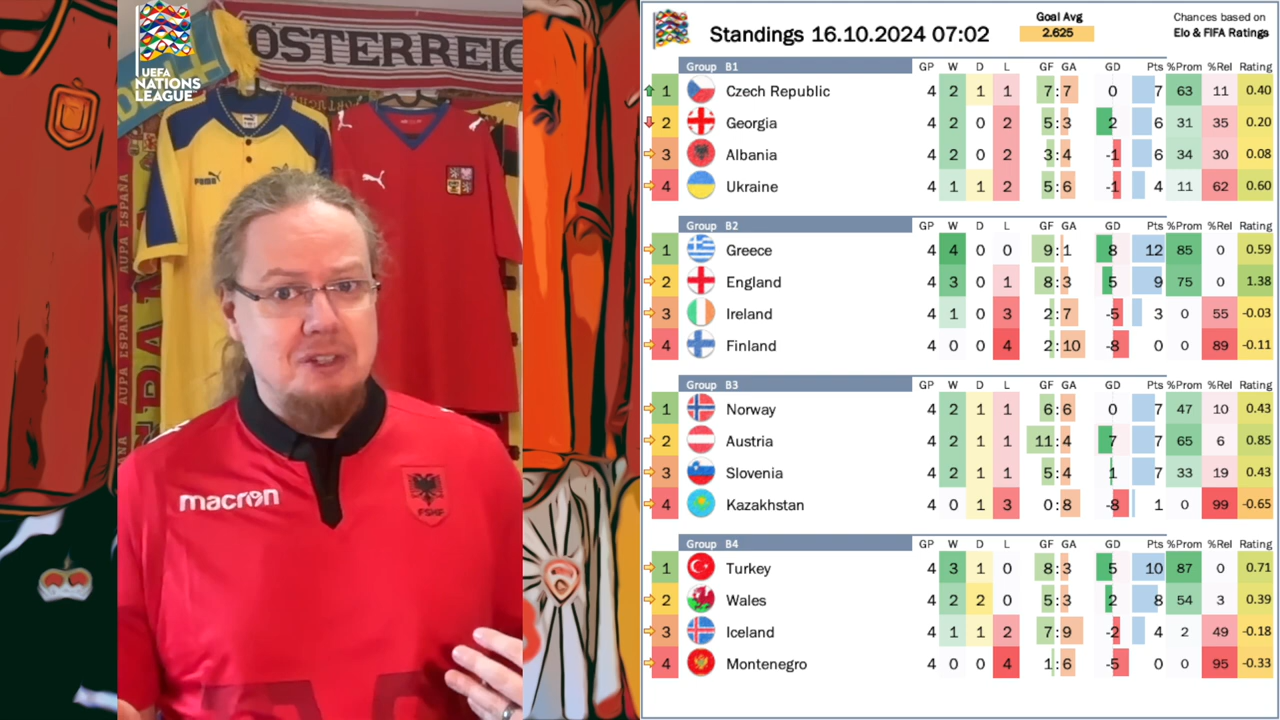 UEFA
NATIONS
LEAGUE™
ÖSTERREIC
AUPA ESPAÑA
AUPA ESPAÑA
PUMA
macron
FSHF
Standings 16.10.2024 07:02
Goal Avg
2.625
Chances based on
Elo & FIFA Ratings
Group B1 GP W D L GF GA GD Pts %Prom %Rel Rating
1 Czech Republic 4 2 1 1 7:7 0 7 63 11 0.40
2 Georgia 4 2 0 2 5:3 2 6 31 35 0.20
3 Albania 4 2 0 2 3:4 -1 6 34 30 0.08
4 Ukraine 4 1 1 2 5:6 -1 4 11 62 0.60
Group B2 GP W D L GF GA GD Pts %Prom %Rel Rating
1 Greece 4 4 0 0 9:1 8 12 85 0 0.59
2 England 4 3 0 1 8:3 5 9 75 0 1.38
3 Ireland 4 1 0 3 2:7 -5 3 0 55 -0.03
4 Finland 4 0 0 4 2:10 -8 0 0 89 -0.11
Group B3 GP W D L GF GA GD Pts %Prom %Rel Rating
1 Norway 4 2 1 1 6:6 0 7 47 10 0.43
2 Austria 4 2 1 1 11:4 7 7 65 6 0.85
3 Slovenia 4 2 1 1 5:4 1 7 33 19 0.43
4 Kazakhstan 4 0 1 3 0:8 -8 1 0 99 -0.65
Group B4 GP W D L GF GA GD Pts %Prom %Rel Rating
1 Turkey 4 3 1 0 8:3 5 10 87 0 0.71
2 Wales 4 2 2 0 5:3 2 8 54 3 0.39
3 Iceland 4 1 1 2 7:9 -2 4 2 49 -0.18
4 Montenegro 4 0 0 4 1:6 -5 0 0 95 -0.33